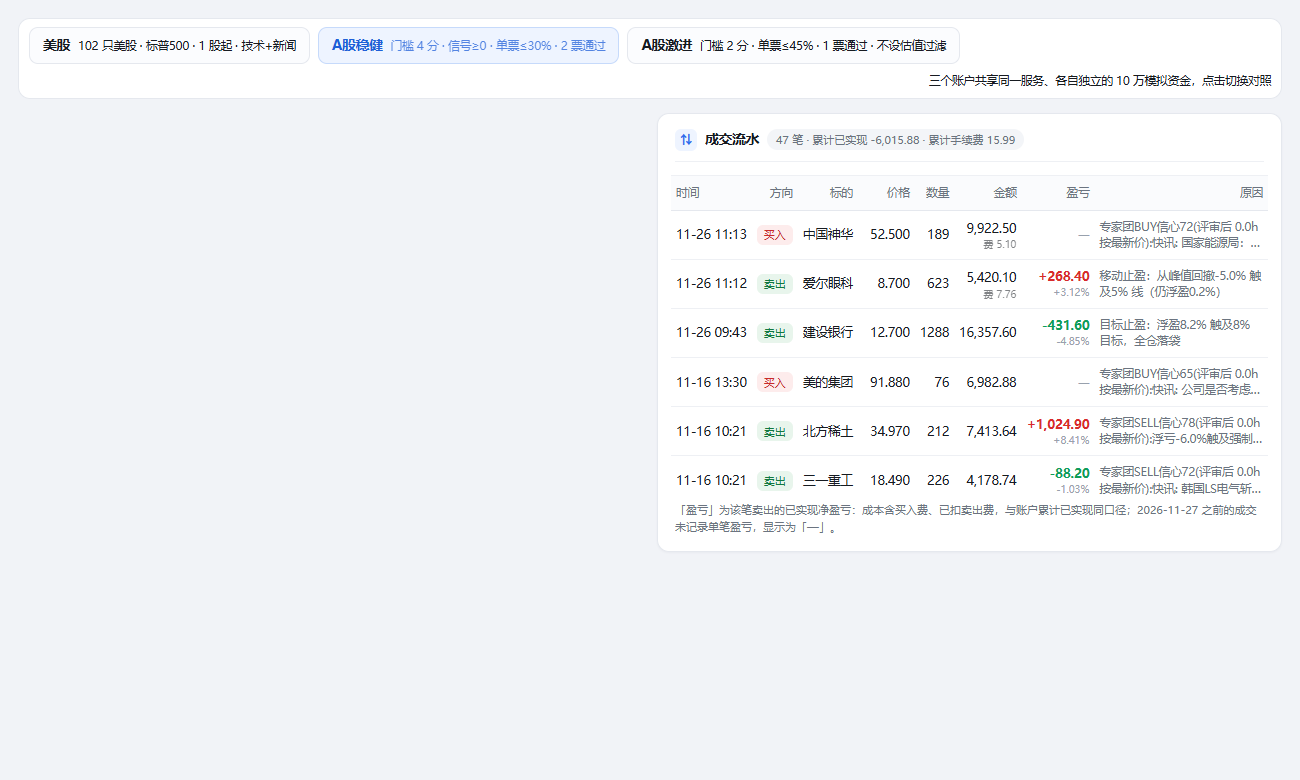 美股 102 只美股 · 标普500 · 1 股起 · 技术+新闻
A股稳健 门槛 4 分 · 信号≥0 · 单票≤30% · 2 票通过
A股激进 门槛 2 分 · 单票≤45% · 1 票通过 · 不设估值过滤
三个账户共享同一服务、各自独立的 10 万模拟资金，点击切换对照
成交流水 47 笔 · 累计已实现 -6,015.88 · 累计手续费 15.99
时间 方向 标的 价格 数量 金额 盈亏 原因
11-26 11:13 买入 中国神华 52.500 189 9,922.50 — 专家团BUY信心72(评审后 0.0h
费 5.10 按最新价):快讯: 国家能源局：...
11-26 11:12 卖出 爱尔眼科 8.700 623 5,420.10 +268.40 移动止盈：从峰值回撤-5.0% 触
费 7.76 +3.12% 及5% 线（仍浮盈0.2%）
11-26 09:43 卖出 建设银行 12.700 1288 16,357.60 -431.60 目标止盈：浮盈8.2% 触及8%
-4.85% 目标，全仓落袋
11-16 13:30 买入 美的集团 91.880 76 6,982.88 — 专家团BUY信心65(评审后 0.0h
按最新价):快讯: 公司是否考虑...
11-16 10:21 卖出 北方稀土 34.970 212 7,413.64 +1,024.90 专家团SELL信心78(评审后 0.0h
+8.41% 按最新价):浮亏-6.0%触及强制...
11-16 10:21 卖出 三一重工 18.490 226 4,178.74 -88.20 专家团SELL信心72(评审后 0.0h
-1.03% 按最新价):快讯: 韩国LS电气斩...
「盈亏」为该笔卖出的已实现净盈亏：成本含买入费、已扣卖出费，与账户累计已实现同口径；2026-11-27 之前的成交
未记录单笔盈亏，显示为「—」。